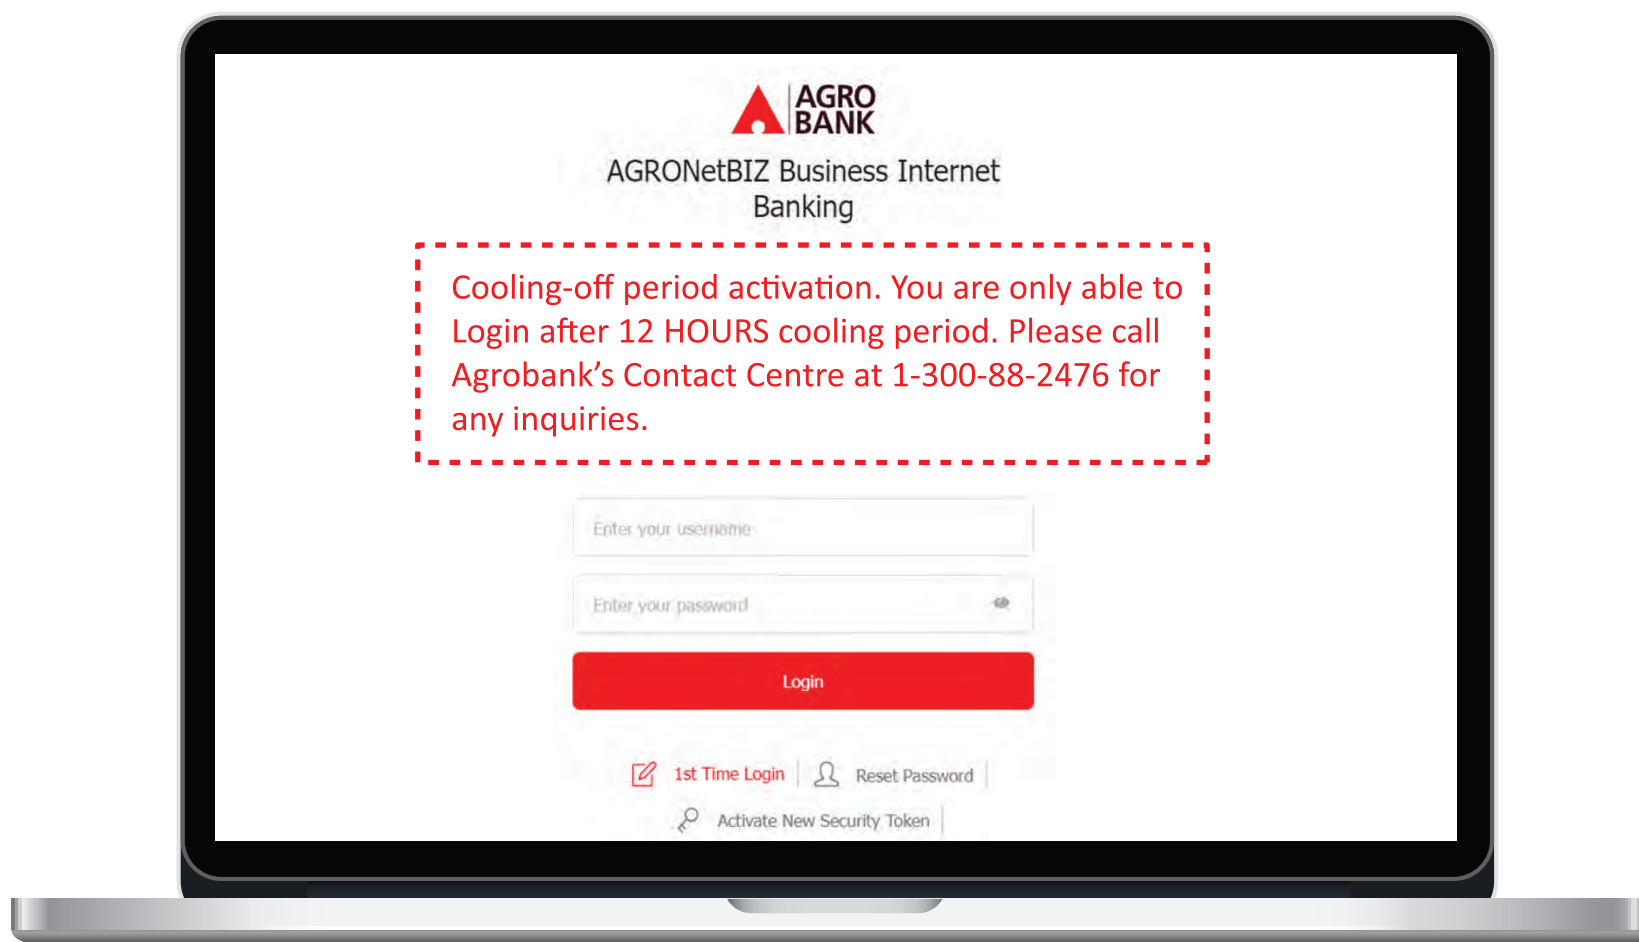 AGRO
BANK
AGRONetBIZ Business Internet
Banking
Cooling-off period activation. You are only able to
Login after 12 HOURS cooling period. Please call
Agrobank’s Contact Centre at 1-300-88-2476 for
any inquiries.
Enter your username
Enter your password
Login
1st Time Login
Reset Password
Activate New Security Token